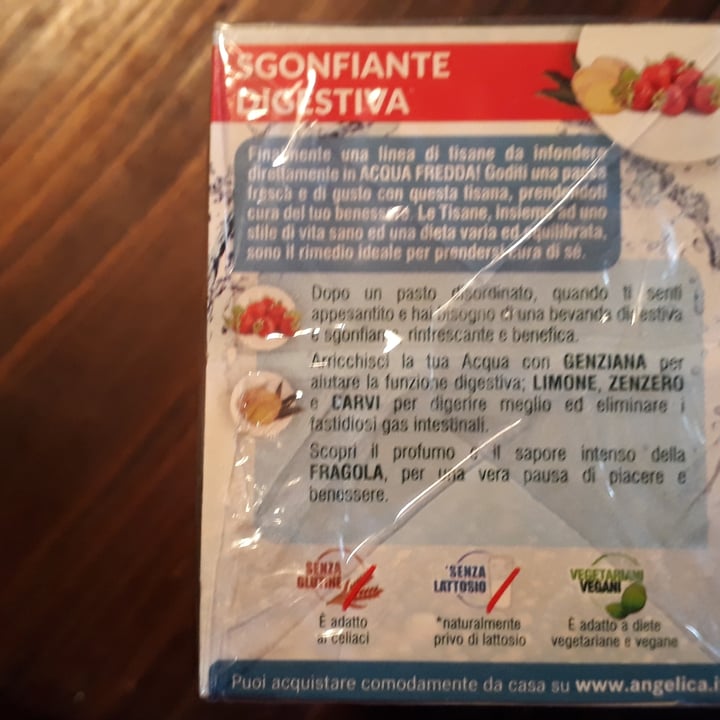 SGONFIANTE
DIGESTIVA
Finalmente una linea di tisane da infondere
direttamente in ACQUA FREDDA! Goditi una pausa
fresca e di gusto con questa tisana, prendendoti
cura del tuo benessere. Le Tisane, insieme ad uno
stile di vita sano ed una dieta varia ed equilibrata,
sono il rimedio ideale per prendersi cura di sé.
Dopo un pasto disordinato, quando ti senti
appesantito e hai bisogno di una bevanda digestiva
e sgonfiante, rinfrescante e benefica.
Arricchisci la tua Acqua con GENZIANA per
aiutare la funzione digestiva; LIMONE, ZENZERO
e CARVI per digerire meglio ed eliminare i
fastidiosi gas intestinali.
Scopri il profumo e il sapore intenso della
FRAGOLA, per una vera pausa di piacere e
benessere.
SENZA
GLUTINE
È adatto
ai celiaci
*SENZA
LATTOSIO
*naturalmente
privo di lattosio
VEGETARIANI
VEGANI
È adatto a diete
vegetariane e vegane
Puoi acquistare comodamente da casa su www.angelica.i